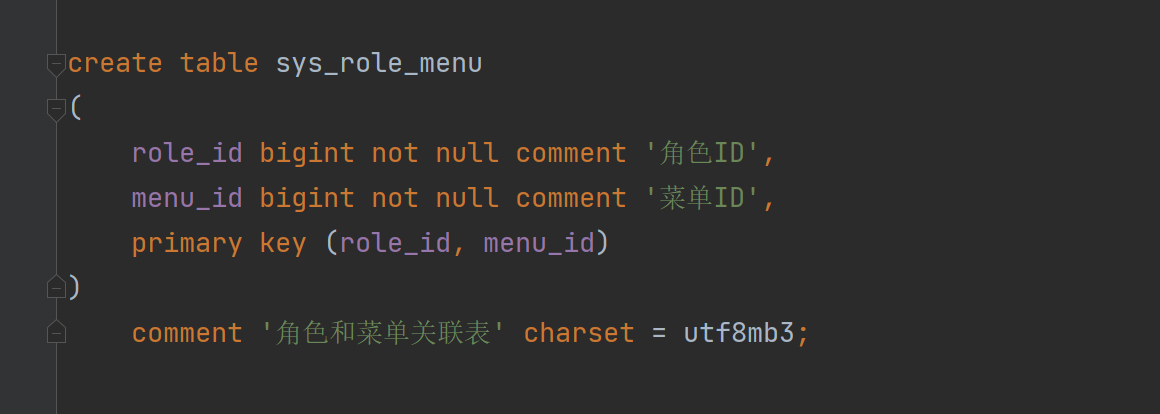 create table sys_role_menu
(
    role_id bigint not null comment '角色ID',
    menu_id bigint not null comment '菜单ID',
    primary key (role_id, menu_id)
)
    comment '角色和菜单关联表' charset = utf8mb3;